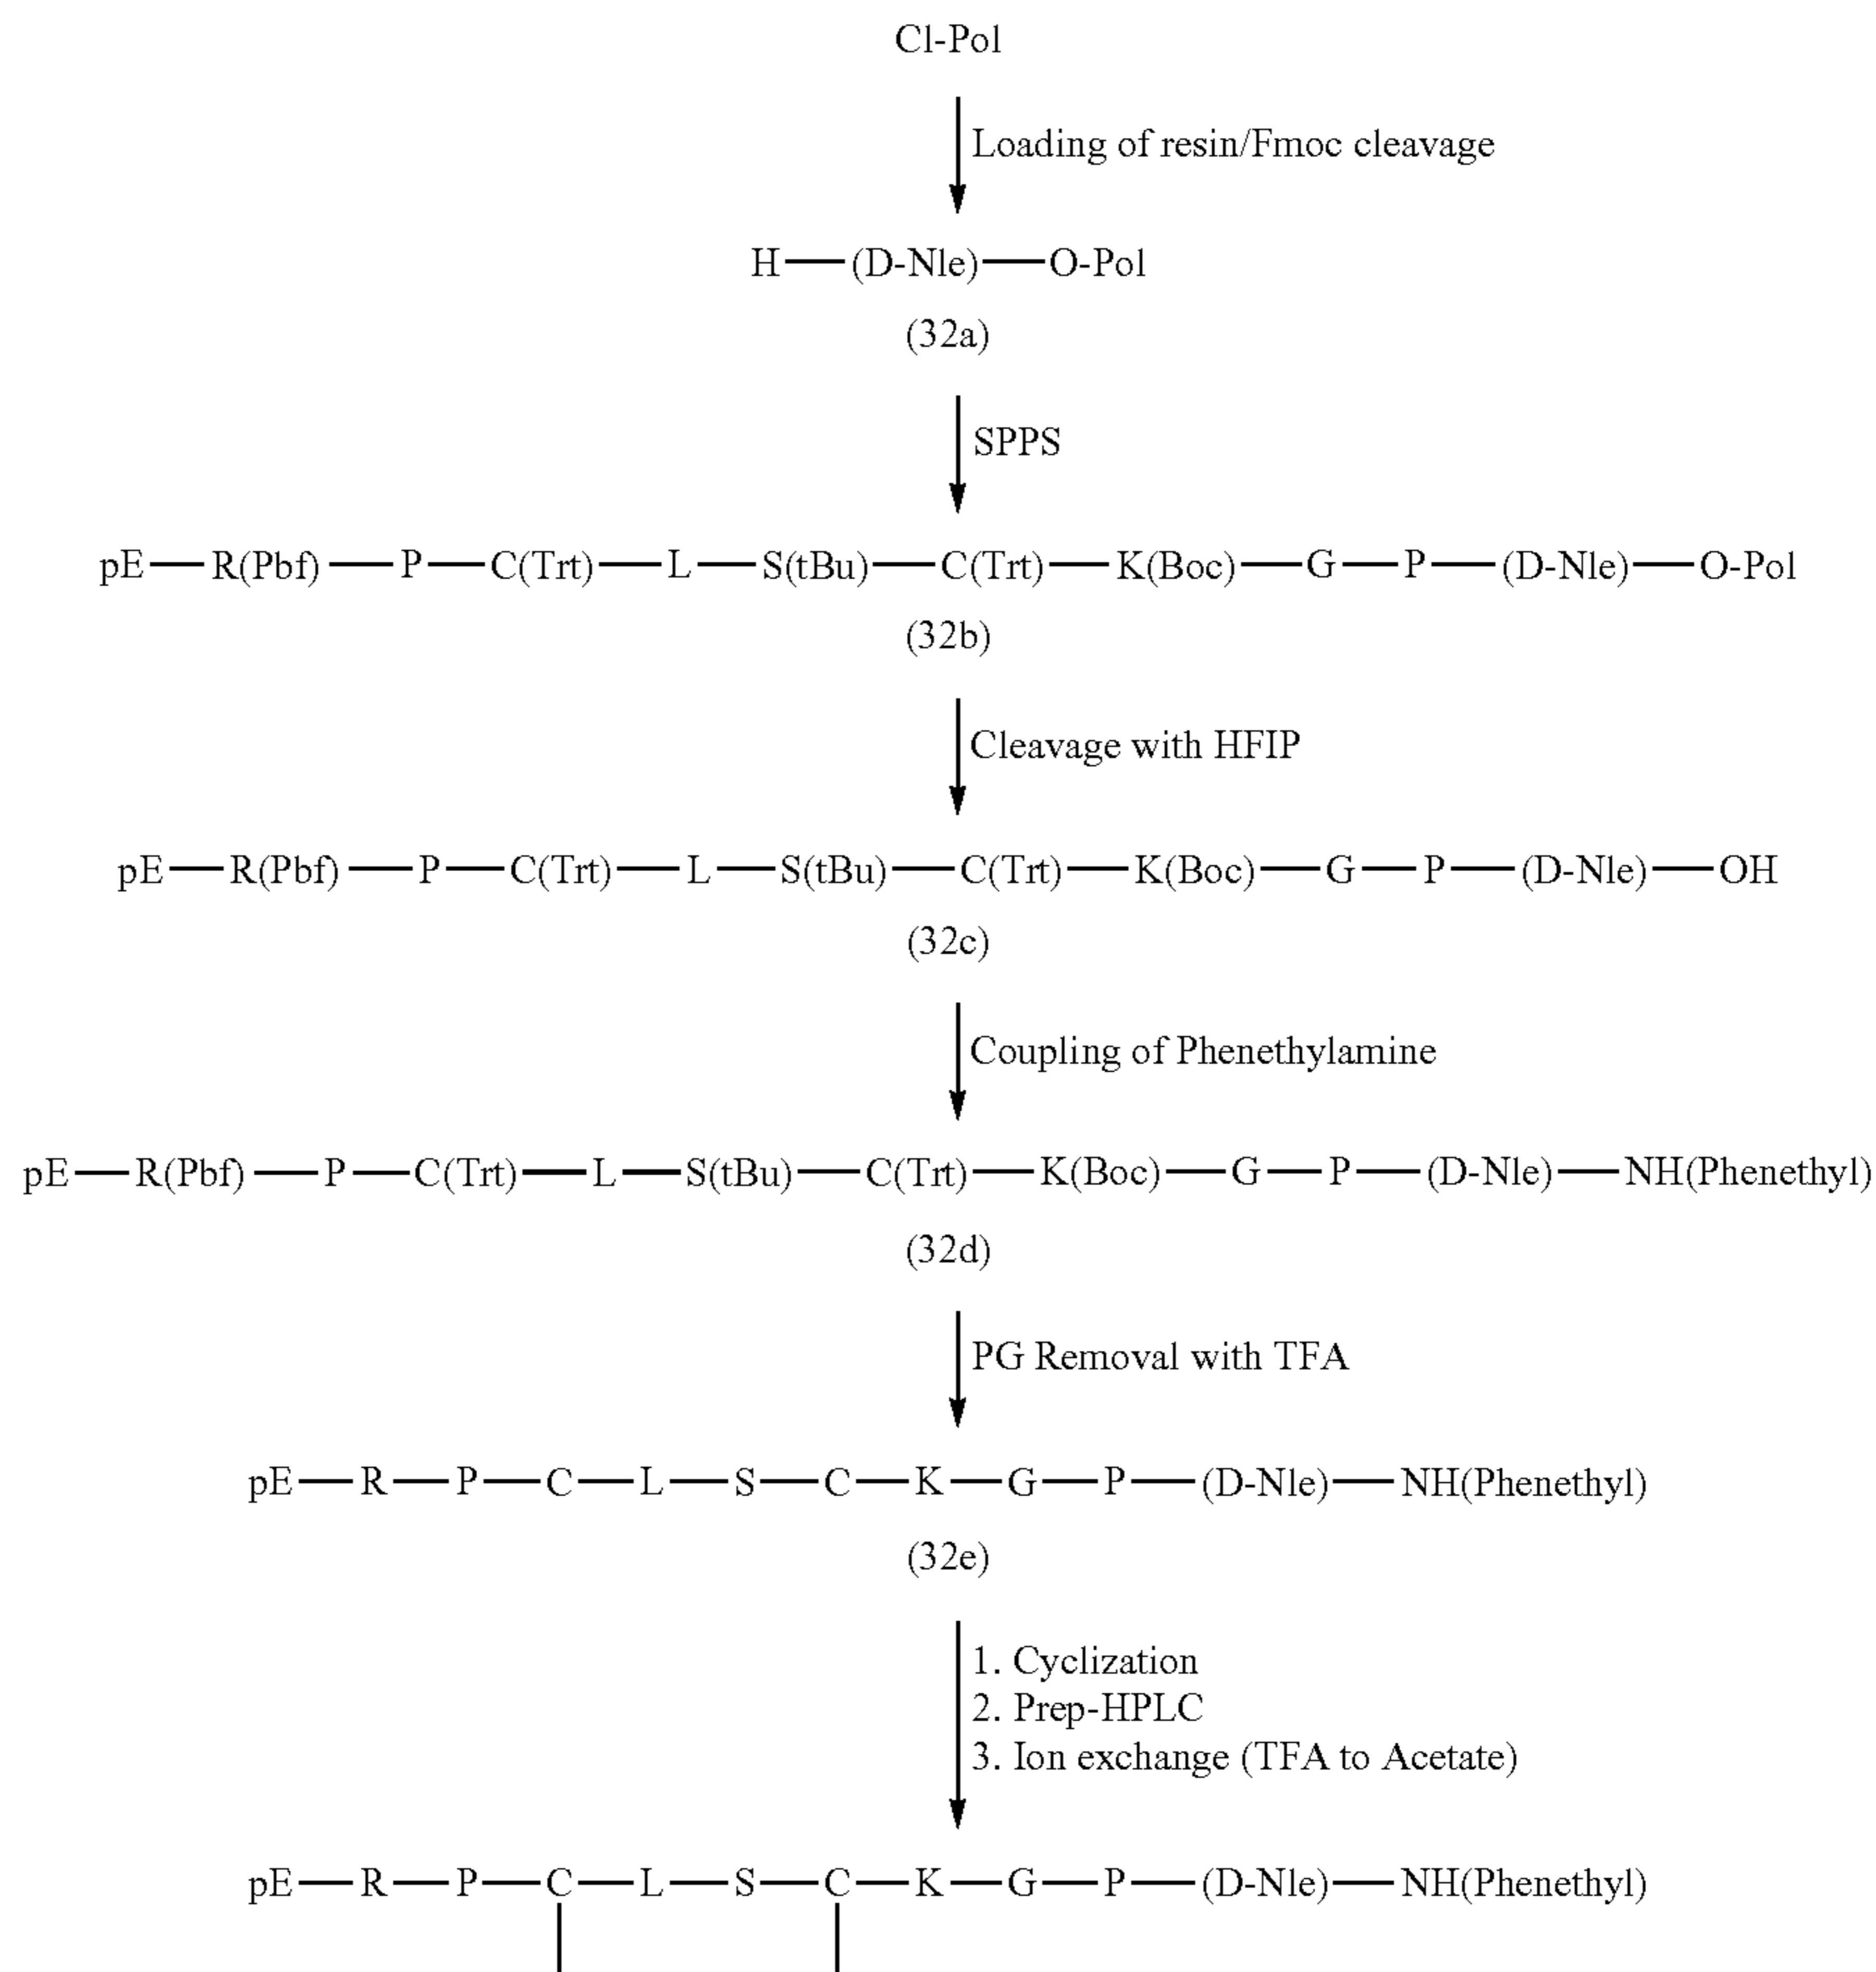 Cl-Pol
Loading of resin/Fmoc cleavage
H—(D-Nle)—O-Pol
(32a)
SPPS
pE—R(Pbf)—P—C(Trt)—L—S(tBu)—C(Trt)—K(Boc)—G—P—(D-Nle)—O-Pol
(32b)
Cleavage with HFIP
pE—R(Pbf)—P—C(Trt)—L—S(tBu)—C(Trt)—K(Boc)—G—P—(D-Nle)—OH
(32c)
Coupling of Phenethylamine
pE—R(Pbf)—P—C(Trt)—L—S(tBu)—C(Trt)—K(Boc)—G—P—(D-Nle)—NH(Phenethyl)
(32d)
PG Removal with TFA
pE—R—P—C—L—S—C—K—G—P—(D-Nle)—NH(Phenethyl)
(32e)
1. Cyclization
2. Prep-HPLC
3. Ion exchange (TFA to Acetate)
pE—R—P—C—L—S—C—K—G—P—(D-Nle)—NH(Phenethyl)